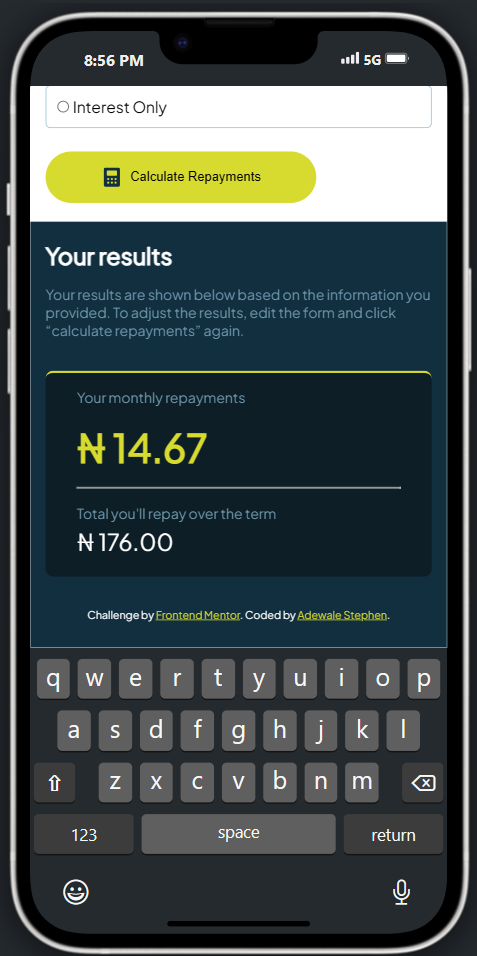 8:56 PM 5G
Interest Only
Calculate Repayments
Your results
Your results are shown below based on the information you
provided. To adjust the results, edit the form and click
“calculate repayments” again.
Your monthly repayments
₦ 14.67
Total you'll repay over the term
₦ 176.00
Challenge by Frontend Mentor. Coded by Adewale Stephen.
q w e r t y u i o p
a s d f g h j k l
z x c v b n m
123 space return